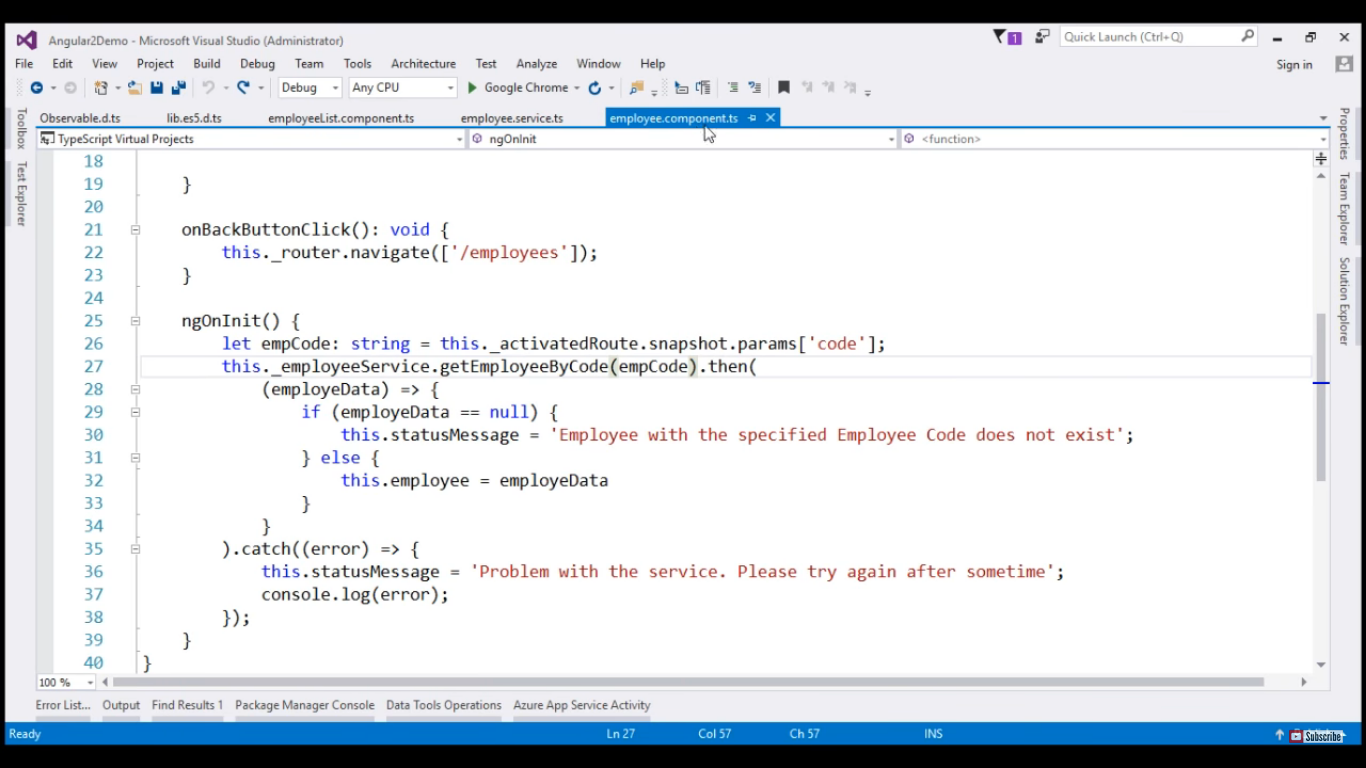 Angular2Demo - Microsoft Visual Studio (Administrator)
1
Quick Launch (Ctrl+Q)
File Edit View Project Build Debug Team Tools Architecture Test Analyze Window Help
Sign in
Debug Any CPU Google Chrome
Toolbox
Test Explorer
Observable.d.ts lib.es5.d.ts employeeList.component.ts employee.service.ts employee.component.ts
TypeScript Virtual Projects ngOnInit <function>
18
19 }
20
21 onBackButtonClick(): void {
22 this._router.navigate(['/employees']);
23 }
24
25 ngOnInit() {
26 let empCode: string = this._activatedRoute.snapshot.params['code'];
27 this._employeeService.getEmployeeByCode(empCode).then(
28 (employeData) => {
29 if (employeData == null) {
30 this.statusMessage = 'Employee with the specified Employee Code does not exist';
31 } else {
32 this.employee = employeData
33 }
34 }
35 ).catch((error) => {
36 this.statusMessage = 'Problem with the service. Please try again after sometime';
37 console.log(error);
38 });
39 }
40 }
Properties
Team Explorer
Solution Explorer
100 %
Error List... Output Find Results 1 Package Manager Console Data Tools Operations Azure App Service Activity
Ready Ln 27 Col 57 Ch 57 INS
Subscribe